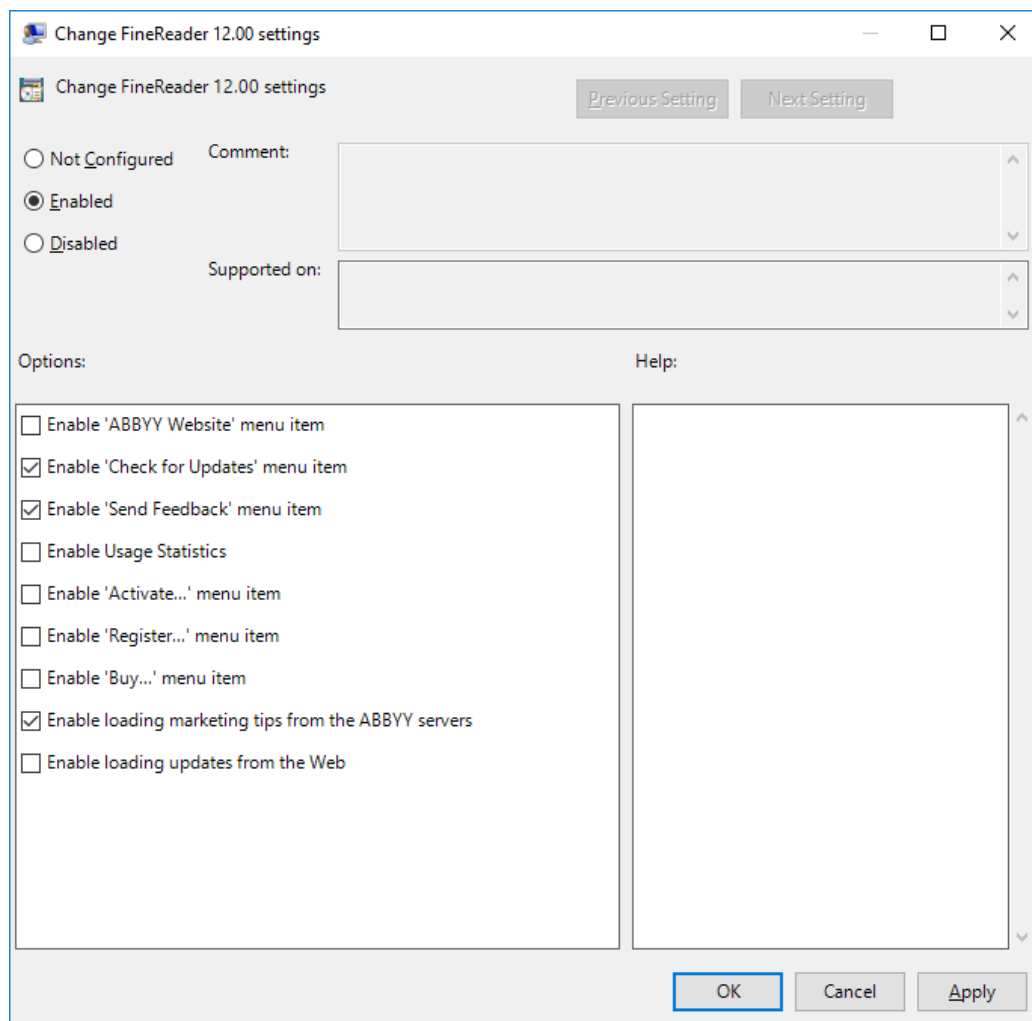 Change FineReader 12.00 settings
Change FineReader 12.00 settings
Previous Setting
Next Setting
Not Configured
Comment:
Enabled
Disabled
Supported on:
Options:
Help:
Enable 'ABBYY Website' menu item
Enable 'Check for Updates' menu item
Enable 'Send Feedback' menu item
Enable Usage Statistics
Enable 'Activate...' menu item
Enable 'Register...' menu item
Enable 'Buy...' menu item
Enable loading marketing tips from the ABBYY servers
Enable loading updates from the Web
OK
Cancel
Apply